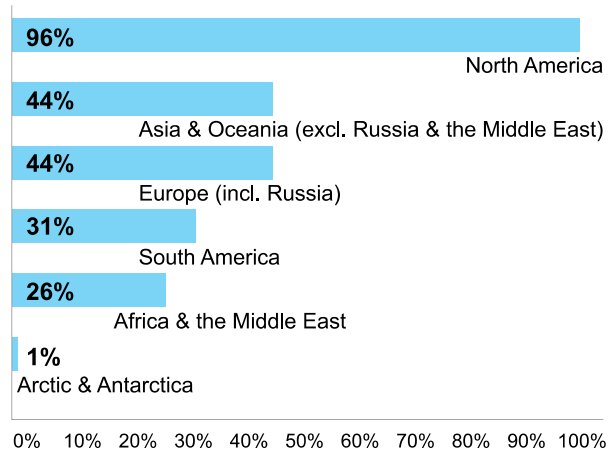 96%
North America
44%
Asia & Oceania (excl. Russia & the Middle East)
44%
Europe (incl. Russia)
31%
South America
26%
Africa & the Middle East
1%
Arctic & Antarctica
0% 10% 20% 30% 40% 50% 60% 70% 80% 90% 100%